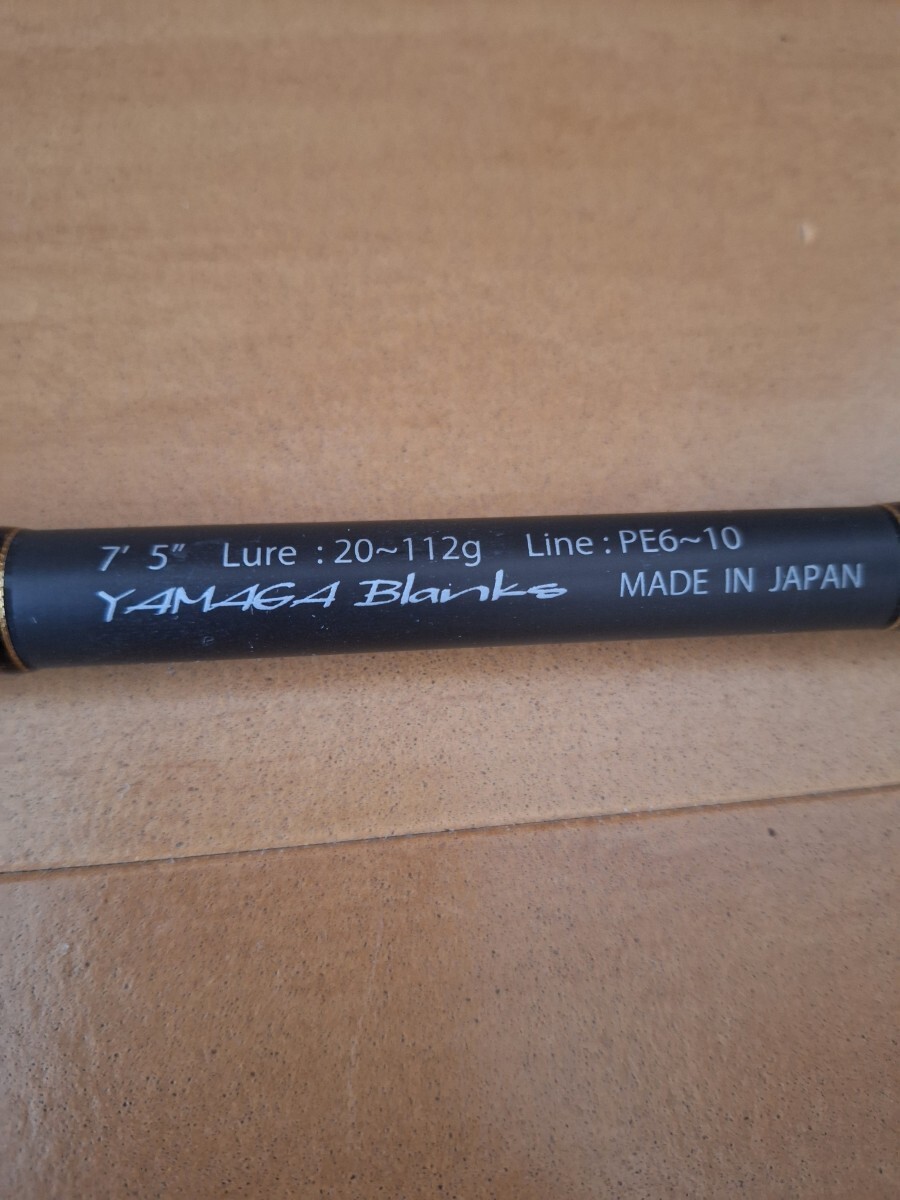 7' 5" Lure : 20~112g Line : PE6~10
YAMAGA Blanks MADE IN JAPAN